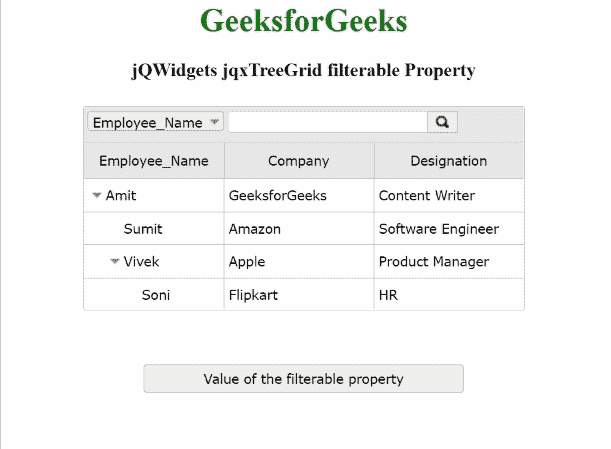 GeeksforGeeks
jQWidgets jqxTreeGrid filterable Property
Employee_Name
Employee_Name Company Designation
Amit GeeksforGeeks Content Writer
Sumit Amazon Software Engineer
Vivek Apple Product Manager
Soni Flipkart HR
Value of the filterable property